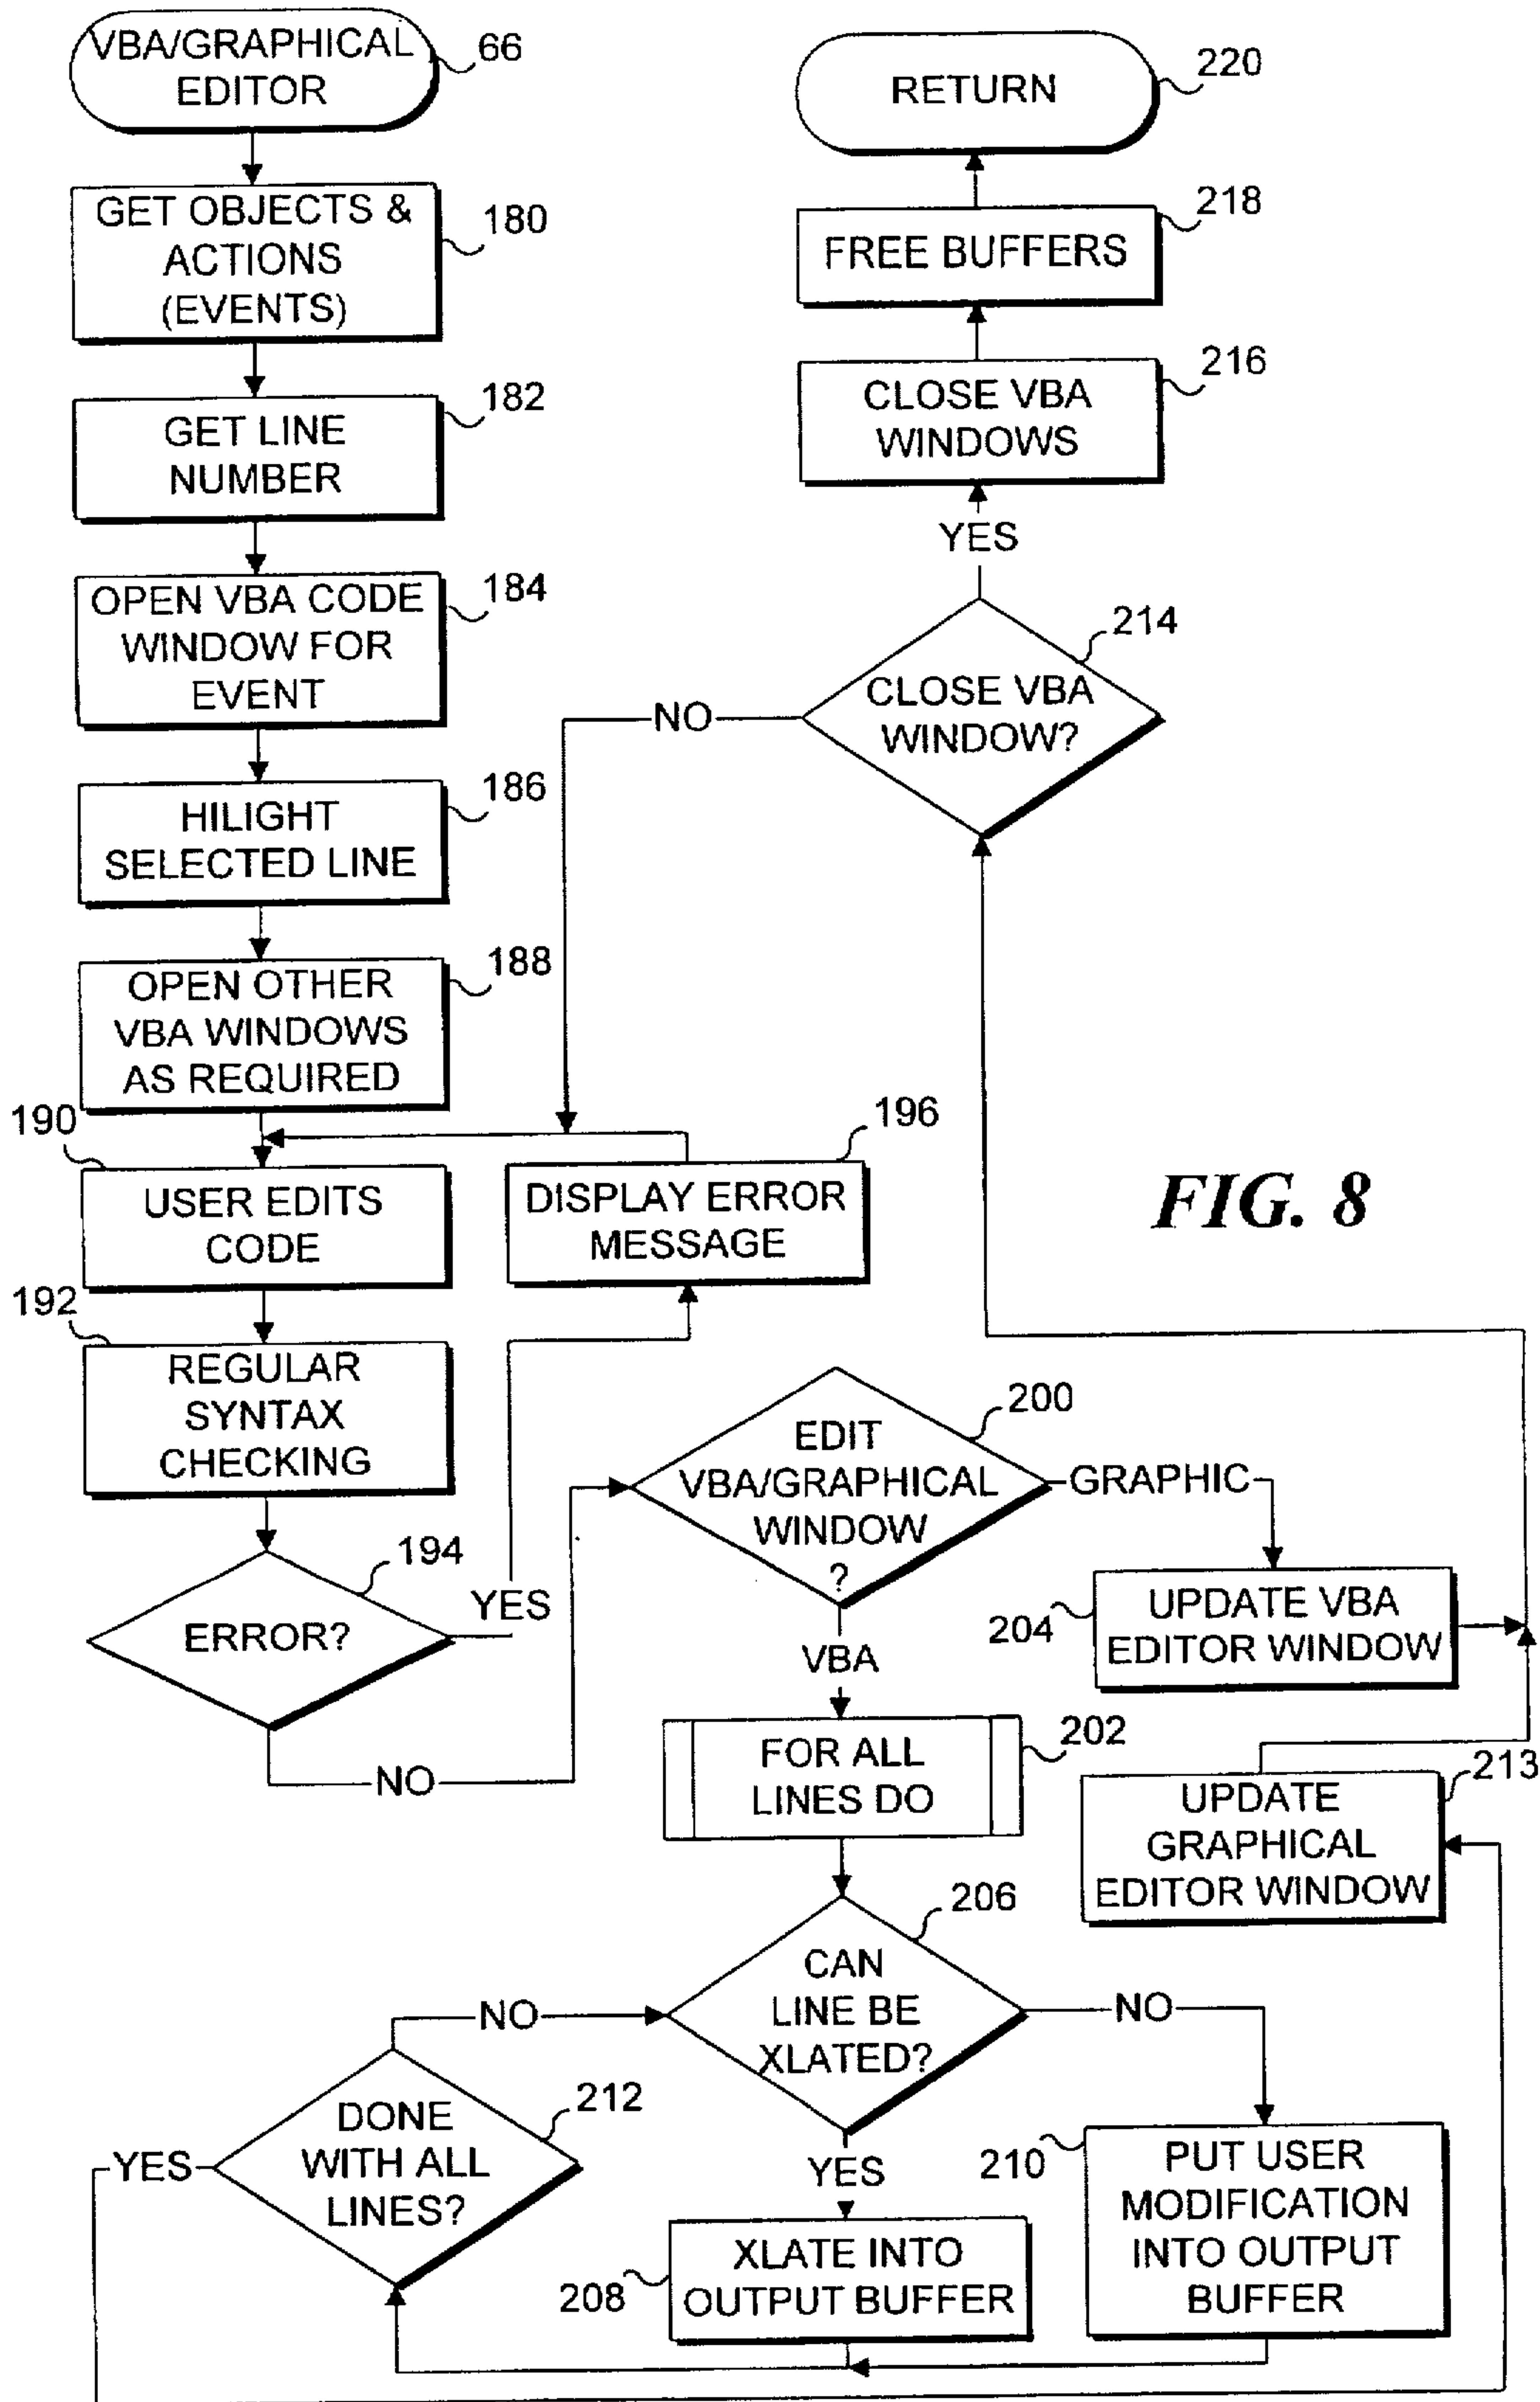 VBA/GRAPHICAL
EDITOR
66
GET OBJECTS &
ACTIONS
(EVENTS)
180
GET LINE
NUMBER
182
OPEN VBA CODE
WINDOW FOR
EVENT
184
HILIGHT
SELECTED LINE
186
OPEN OTHER
VBA WINDOWS
AS REQUIRED
188
190
USER EDITS
CODE
192
REGULAR
SYNTAX
CHECKING
ERROR?
194
YES
NO
196
DISPLAY ERROR
MESSAGE
RETURN
220
FREE BUFFERS
218
CLOSE VBA
WINDOWS
216
YES
214
CLOSE VBA
WINDOW?
NO
FIG. 8
200
EDIT
VBA/GRAPHICAL
WINDOW
?
GRAPHIC
VBA
204
UPDATE VBA
EDITOR WINDOW
FOR ALL
LINES DO
202
213
UPDATE
GRAPHICAL
EDITOR WINDOW
206
CAN
LINE BE
XLATED?
NO
NO
YES
212
DONE
WITH ALL
LINES?
YES
208
XLATE INTO
OUTPUT BUFFER
210
PUT USER
MODIFICATION
INTO OUTPUT
BUFFER